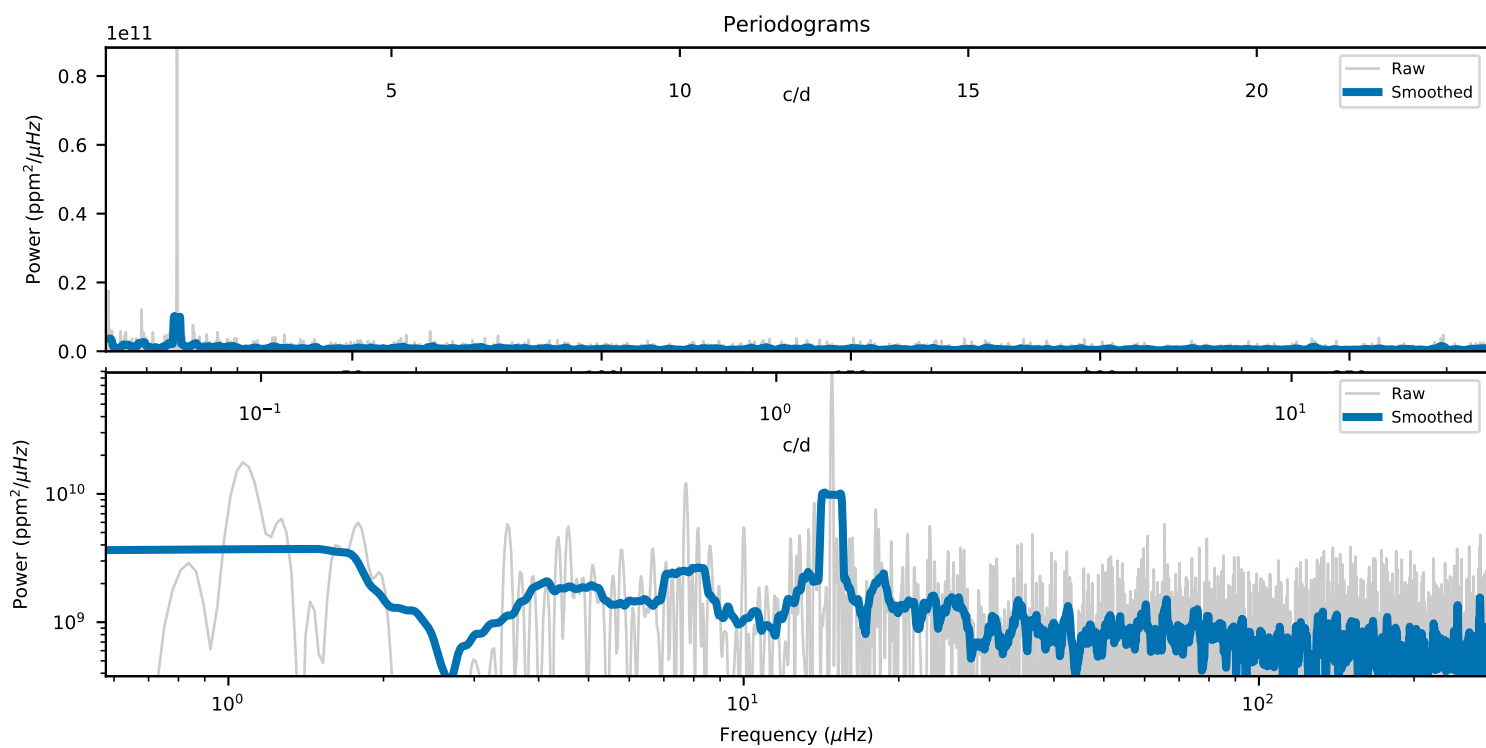 Periodograms
1e11
5 10 15 20
c/d
Raw
Smoothed
0.8
0.6
0.4
0.2
0.0
Power (ppm²/μHz)
10⁻¹ 10⁰ 10¹
c/d
Raw
Smoothed
10¹⁰
10⁹
Power (ppm²/μHz)
10⁰ 10¹ 10²
Frequency (μHz)